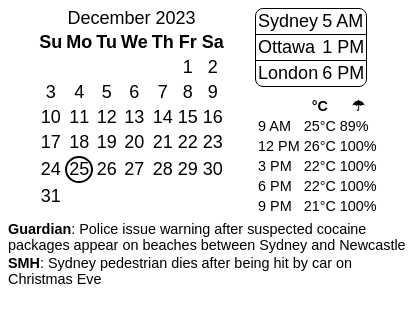 December 2023
Su Mo Tu We Th Fr Sa
1 2
3 4 5 6 7 8 9
10 11 12 13 14 15 16
17 18 19 20 21 22 23
24 25 26 27 28 29 30
31
Sydney 5 AM
Ottawa 1 PM
London 6 PM
°C ☂
9 AM 25°C 89%
12 PM 26°C 100%
3 PM 22°C 100%
6 PM 22°C 100%
9 PM 21°C 100%
Guardian: Police issue warning after suspected cocaine
packages appear on beaches between Sydney and Newcastle
SMH: Sydney pedestrian dies after being hit by car on
Christmas Eve